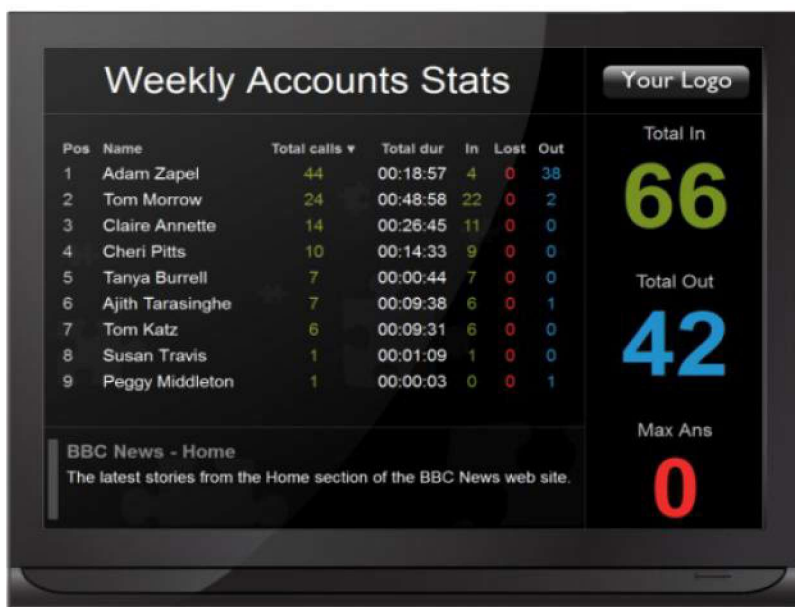 Weekly Accounts Stats
Your Logo
Pos Name Total calls ▼ Total dur In Lost Out
1 Adam Zapel 44 00:18:57 4 0 38
2 Tom Morrow 24 00:48:58 22 0 2
3 Claire Annette 14 00:26:45 11 0 0
4 Cheri Pitts 10 00:14:33 9 0 0
5 Tanya Burrell 7 00:00:44 7 0 0
6 Ajith Tarasinghe 7 00:09:38 6 0 1
7 Tom Katz 6 00:09:31 6 0 0
8 Susan Travis 1 00:01:09 1 0 0
9 Peggy Middleton 1 00:00:03 0 0 1
Total In
66
Total Out
42
Max Ans
0
BBC News - Home
The latest stories from the Home section of the BBC News web site.